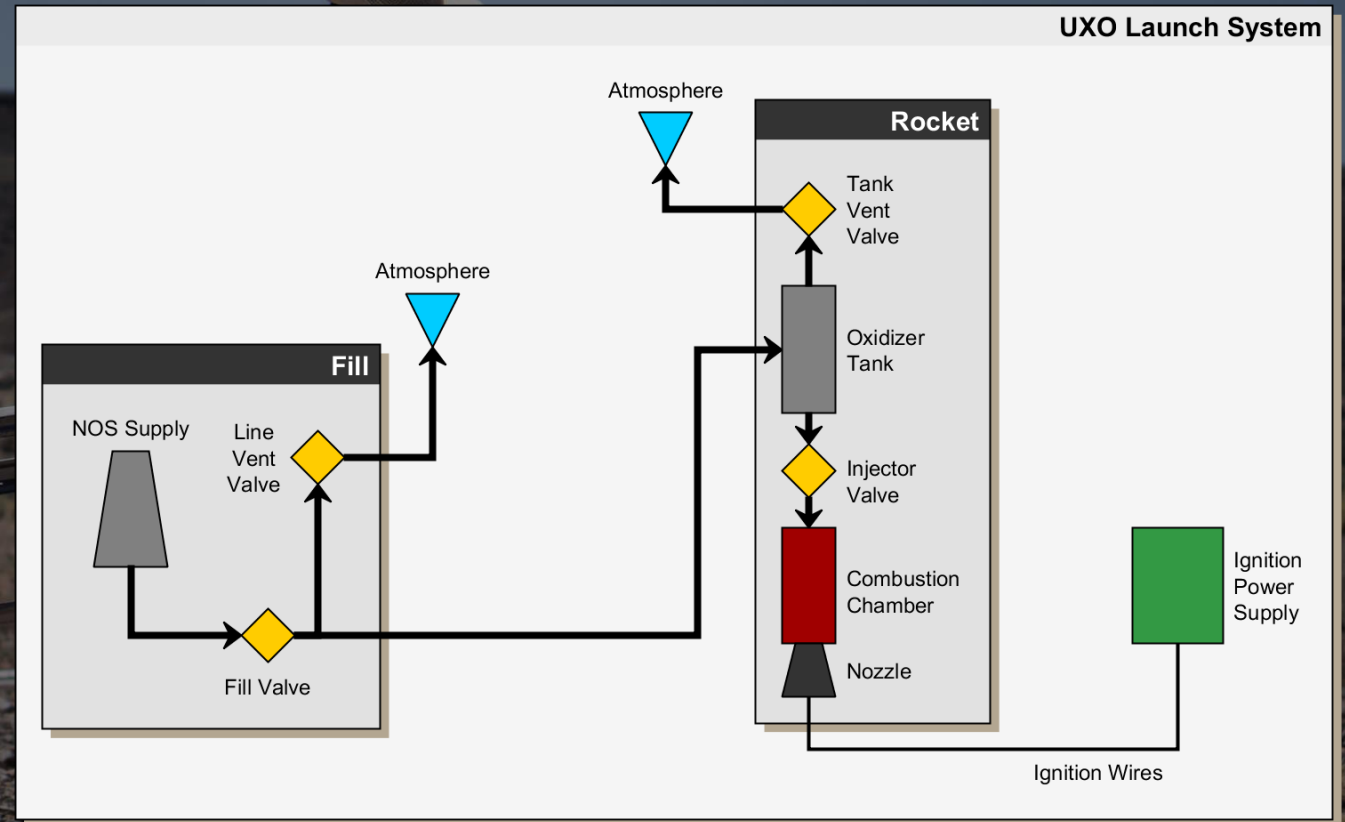 UXO Launch System
Atmosphere
Rocket
Tank
Vent
Valve
Atmosphere
Oxidizer
Tank
Fill
NOS Supply
Line
Vent
Valve
Injector
Valve
Combustion
Chamber
Ignition
Power
Supply
Nozzle
Fill Valve
Ignition Wires